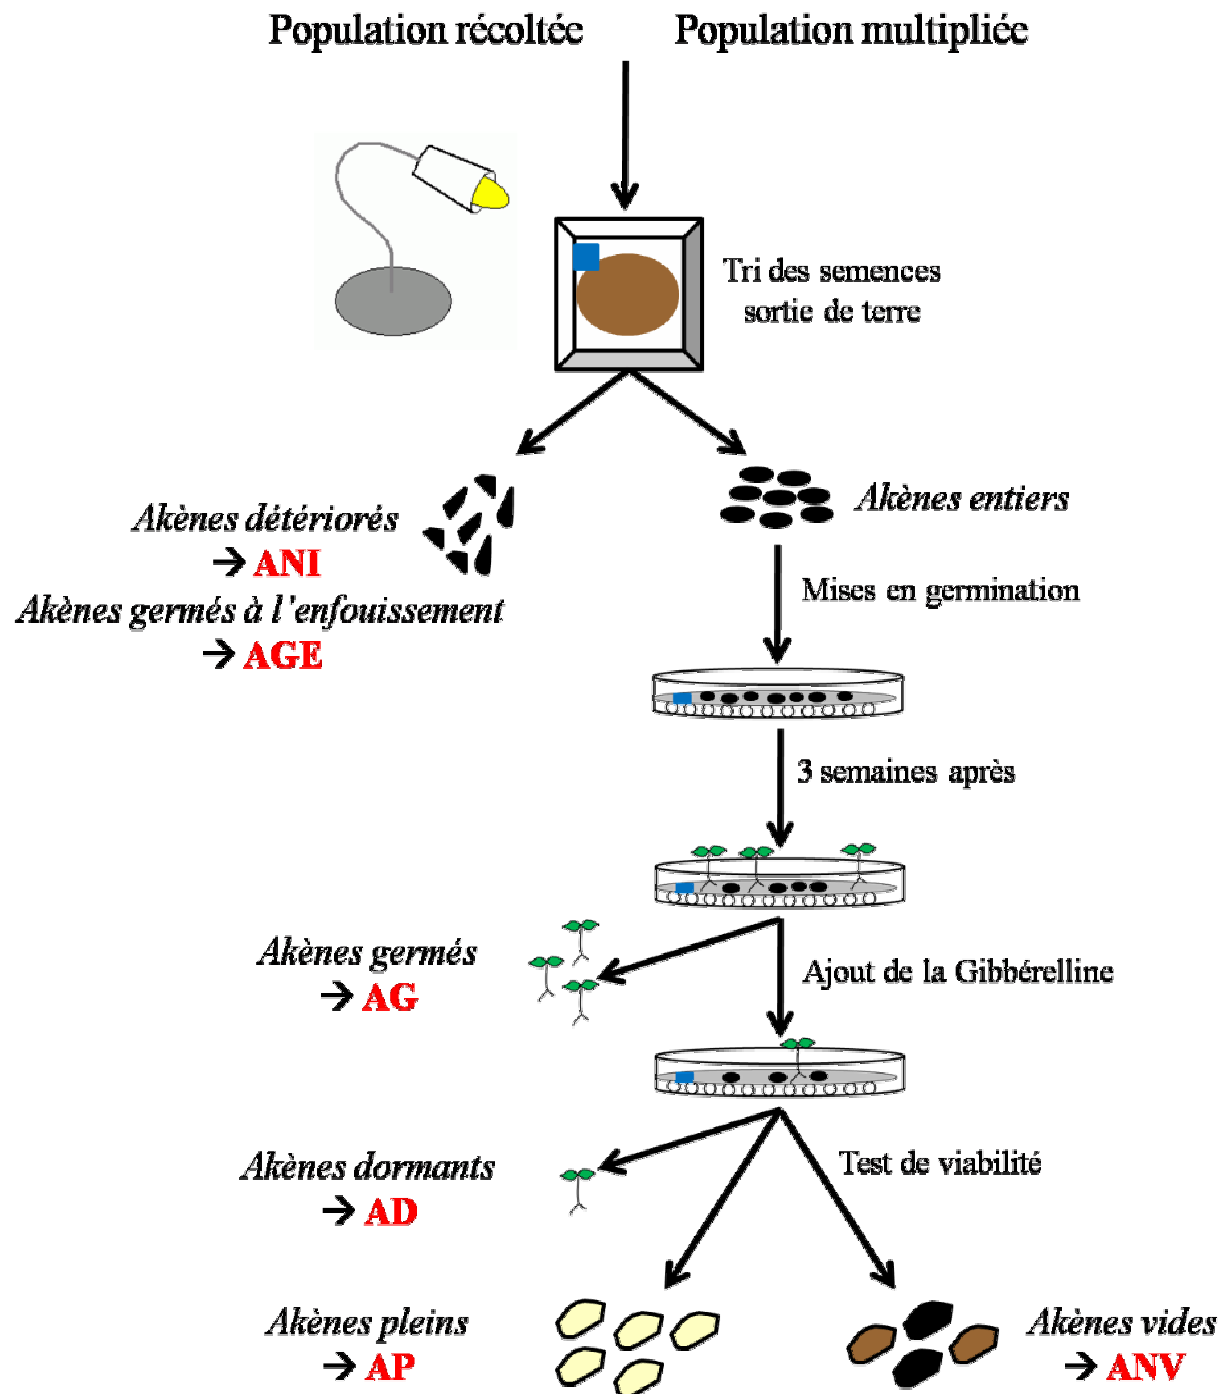 Population récoltée Population multipliée
Tri des semences
sortie de terre
Akènes détériorés
→ ANI
Akènes germés à l'enfouissement
→ AGE
Akènes entiers
Mises en germination
3 semaines après
Akènes germés
→ AG
Ajout de la Gibbérelline
Akènes dormants
→ AD
Test de viabilité
Akènes pleins
→ AP
Akènes vides
→ ANV